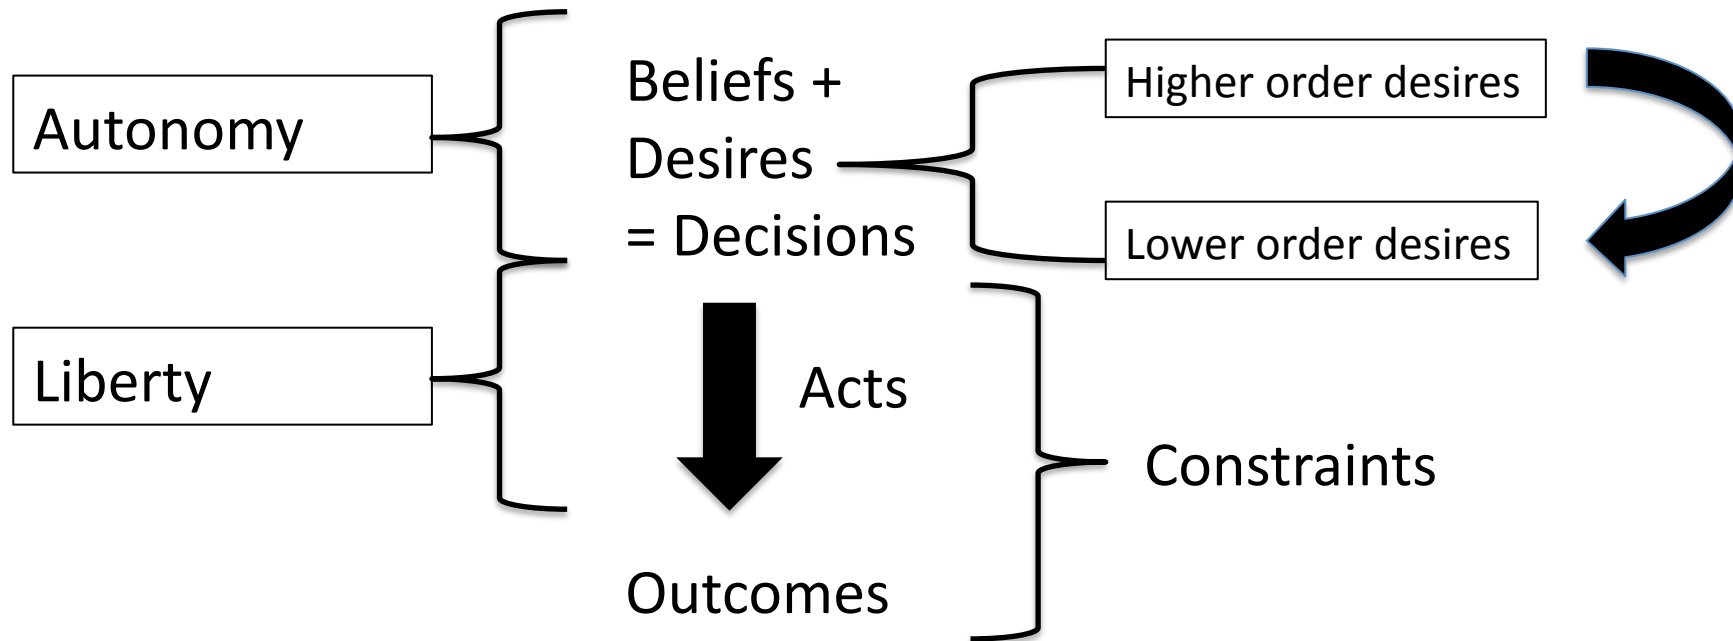 Autonomy
Liberty
Beliefs +
Desires
= Decisions
Acts
Outcomes
Higher order desires
Lower order desires
Constraints